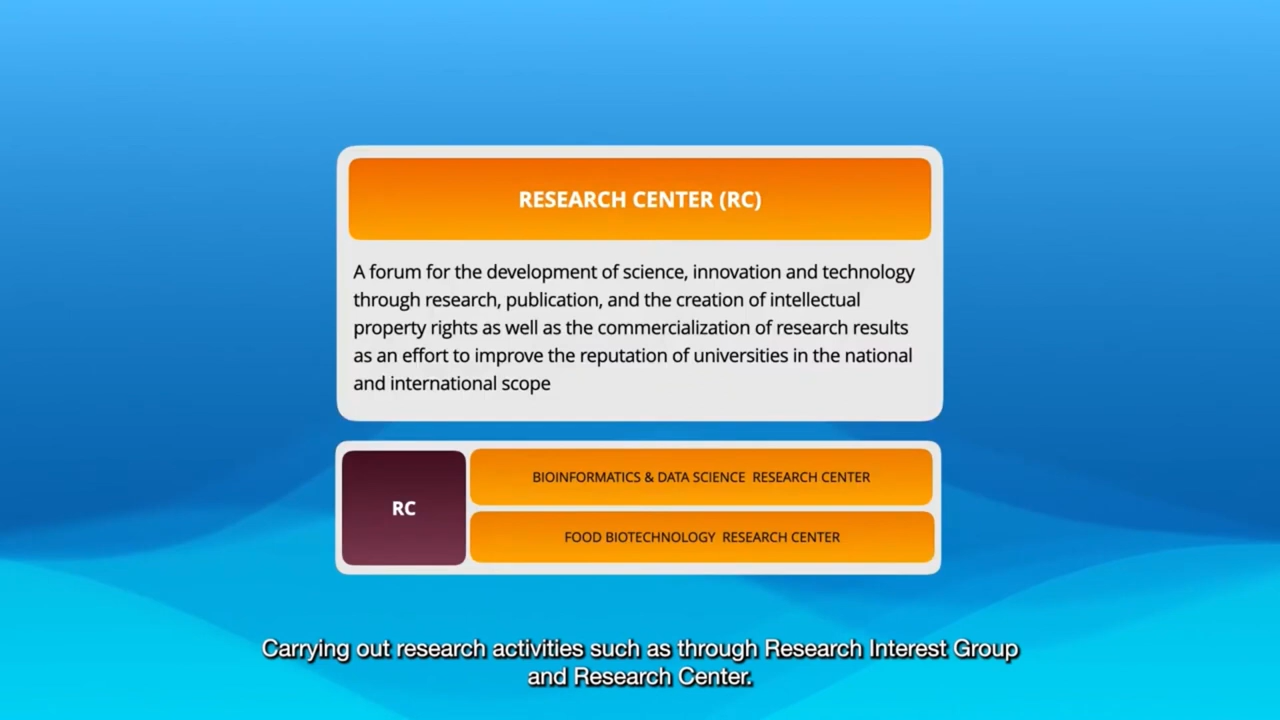 RESEARCH CENTER (RC)
A forum for the development of science, innovation and technology
through research, publication, and the creation of intellectual
property rights as well as the commercialization of research results
as an effort to improve the reputation of universities in the national
and international scope
RC
BIOINFORMATICS & DATA SCIENCE RESEARCH CENTER
FOOD BIOTECHNOLOGY RESEARCH CENTER
Carrying out research activities such as through Research Interest Group
and Research Center.